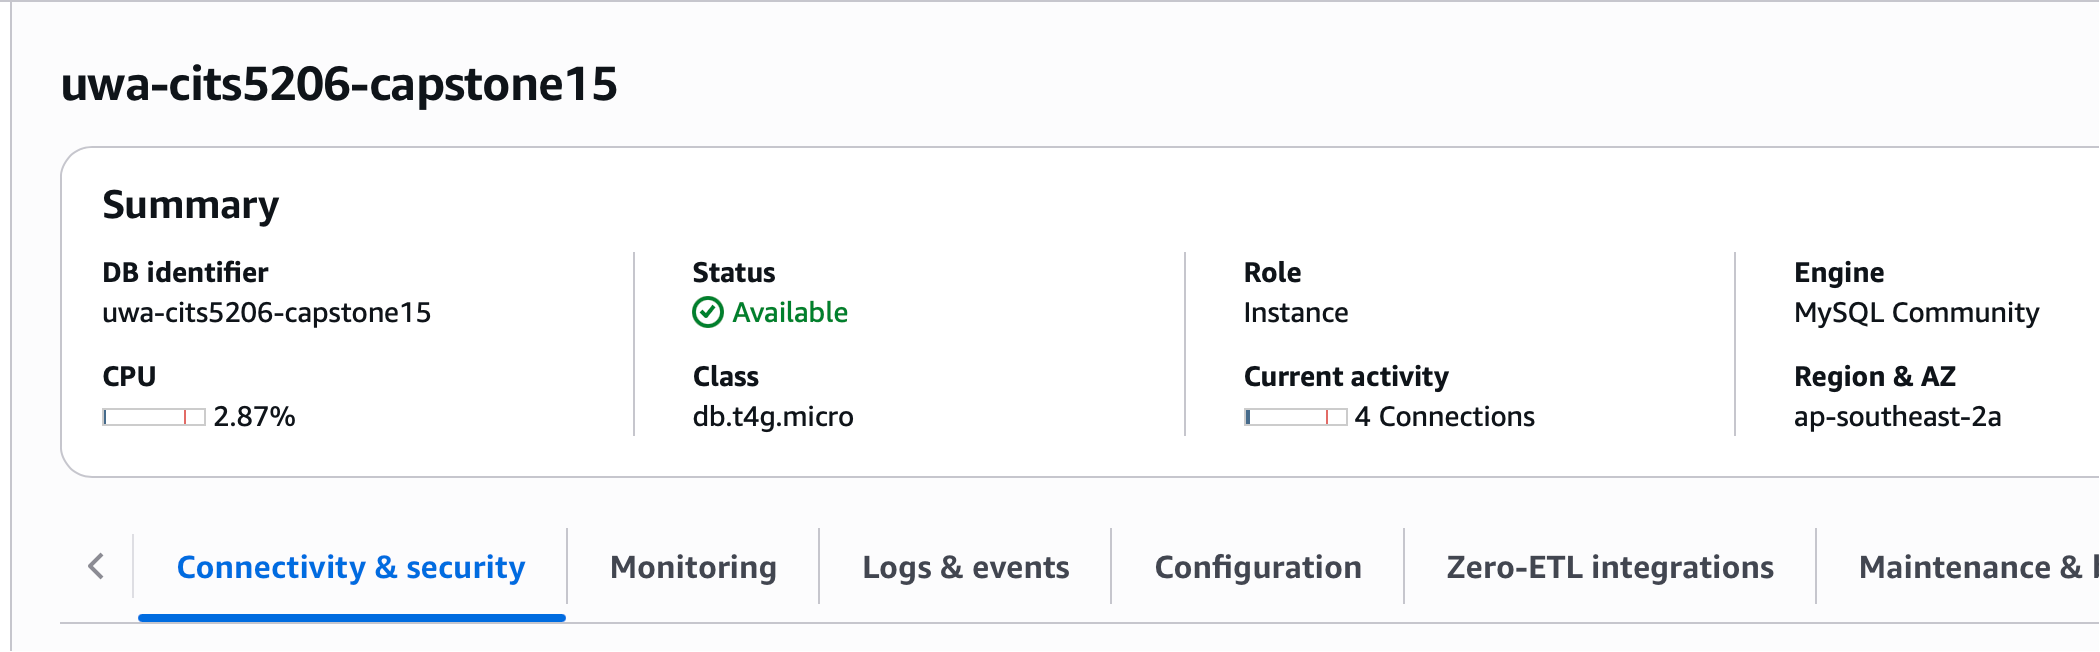 uwa-cits5206-capstone15
Summary
DB identifier
uwa-cits5206-capstone15
Status
Available
Role
Instance
Engine
MySQL Community
CPU
2.87%
Class
db.t4g.micro
Current activity
4 Connections
Region & AZ
ap-southeast-2a
Connectivity & security
Monitoring
Logs & events
Configuration
Zero-ETL integrations
Maintenance &